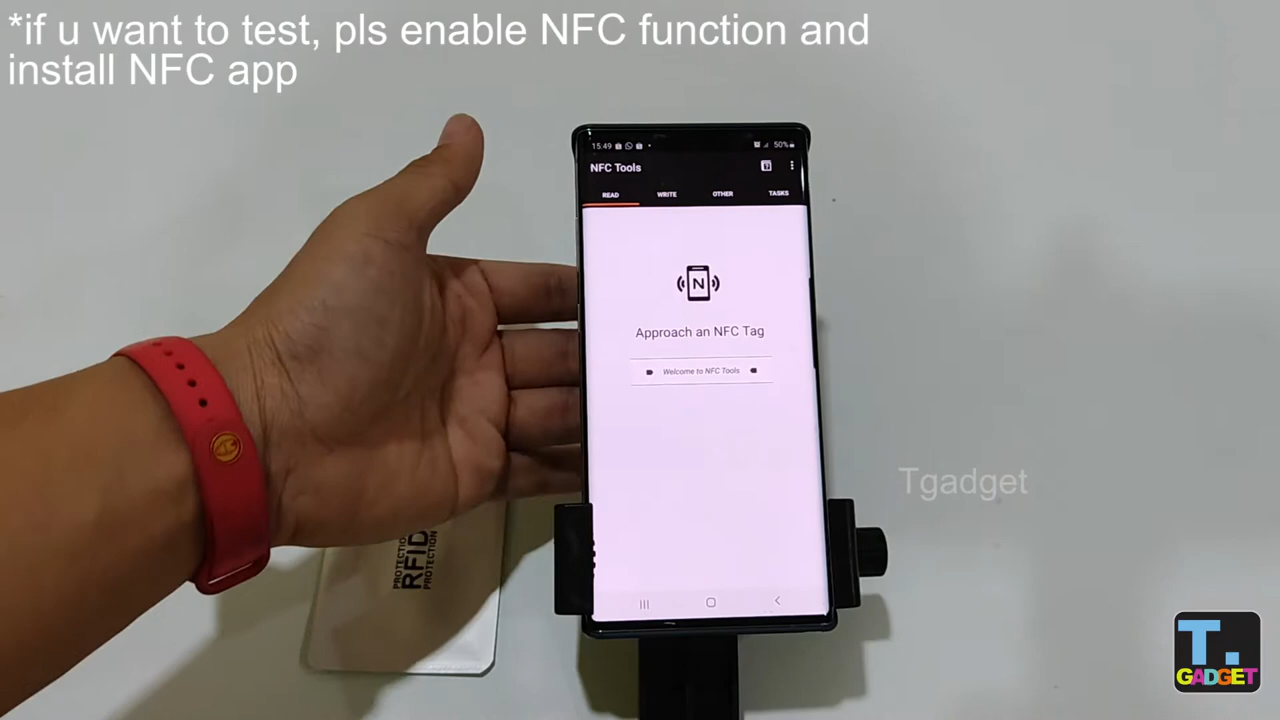 *if u want to test, pls enable NFC function and
install NFC app
15:49
50%
NFC Tools
READ WRITE OTHER TASKS
N
Approach an NFC Tag
Welcome to NFC Tools
Tgadget
PROTECTION
RFID
PROTECTION
T.
GADGET